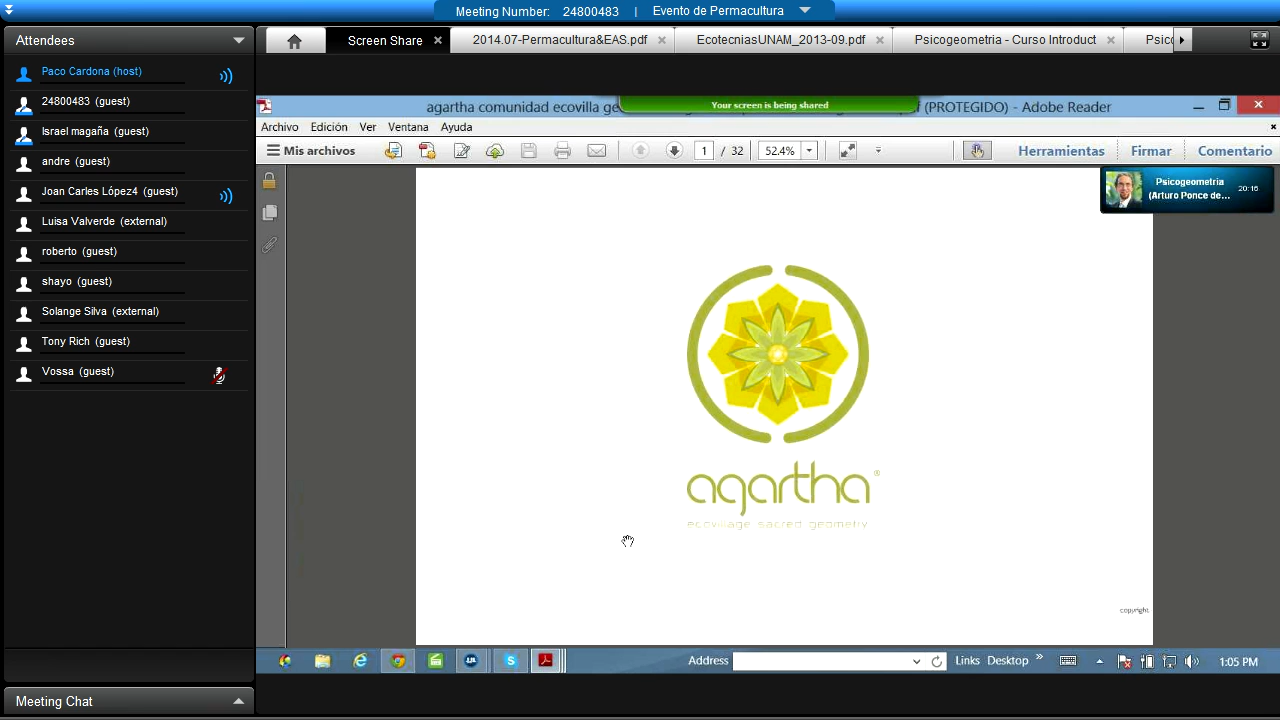 Meeting Number: 24800483 | Evento de Permacultura
Attendees
Screen Share
2014.07-Permacultura&EAS.pdf
EcotecniasUNAM_2013-09.pdf
Psicogeometria - Curso Introduct
Psico
Paco Cardona (host)
24800483 (guest)
Israel magaña (guest)
andre (guest)
Joan Carles López4 (guest)
Luisa Valverde (external)
roberto (guest)
shayo (guest)
Solange Silva (external)
Tony Rich (guest)
Vossa (guest)
Meeting Chat
agartha comunidad ecovilla
(PROTEGIDO) - Adobe Reader
Your screen is being shared
Archivo Edición Ver Ventana Ayuda
Mis archivos
1 / 32
52.4%
Herramientas Firmar Comentario
Psicogeometria
(Arturo Ponce de...
20:16
agartha®
ecovillage sacred geometry
copyright
Address
Links Desktop
1:05 PM